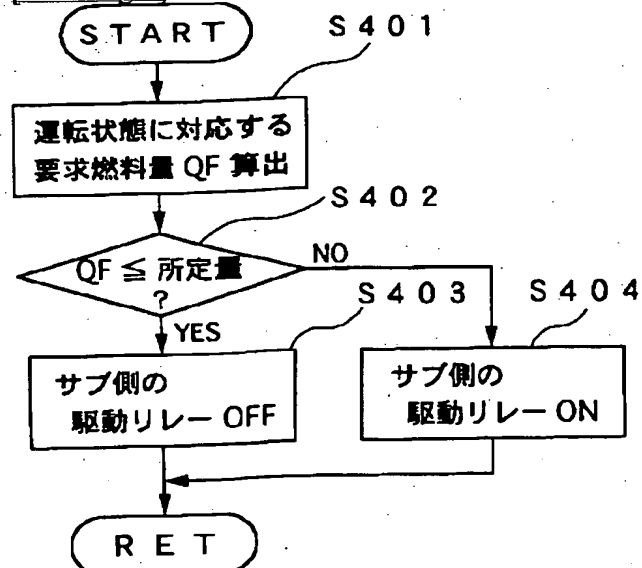 START
S401
運転状態に対応する
要求燃料量 QF 算出
S402
QF ≦ 所定量
?
NO
YES
S403
サブ側の
駆動リレー OFF
S404
サブ側の
駆動リレー ON
RET